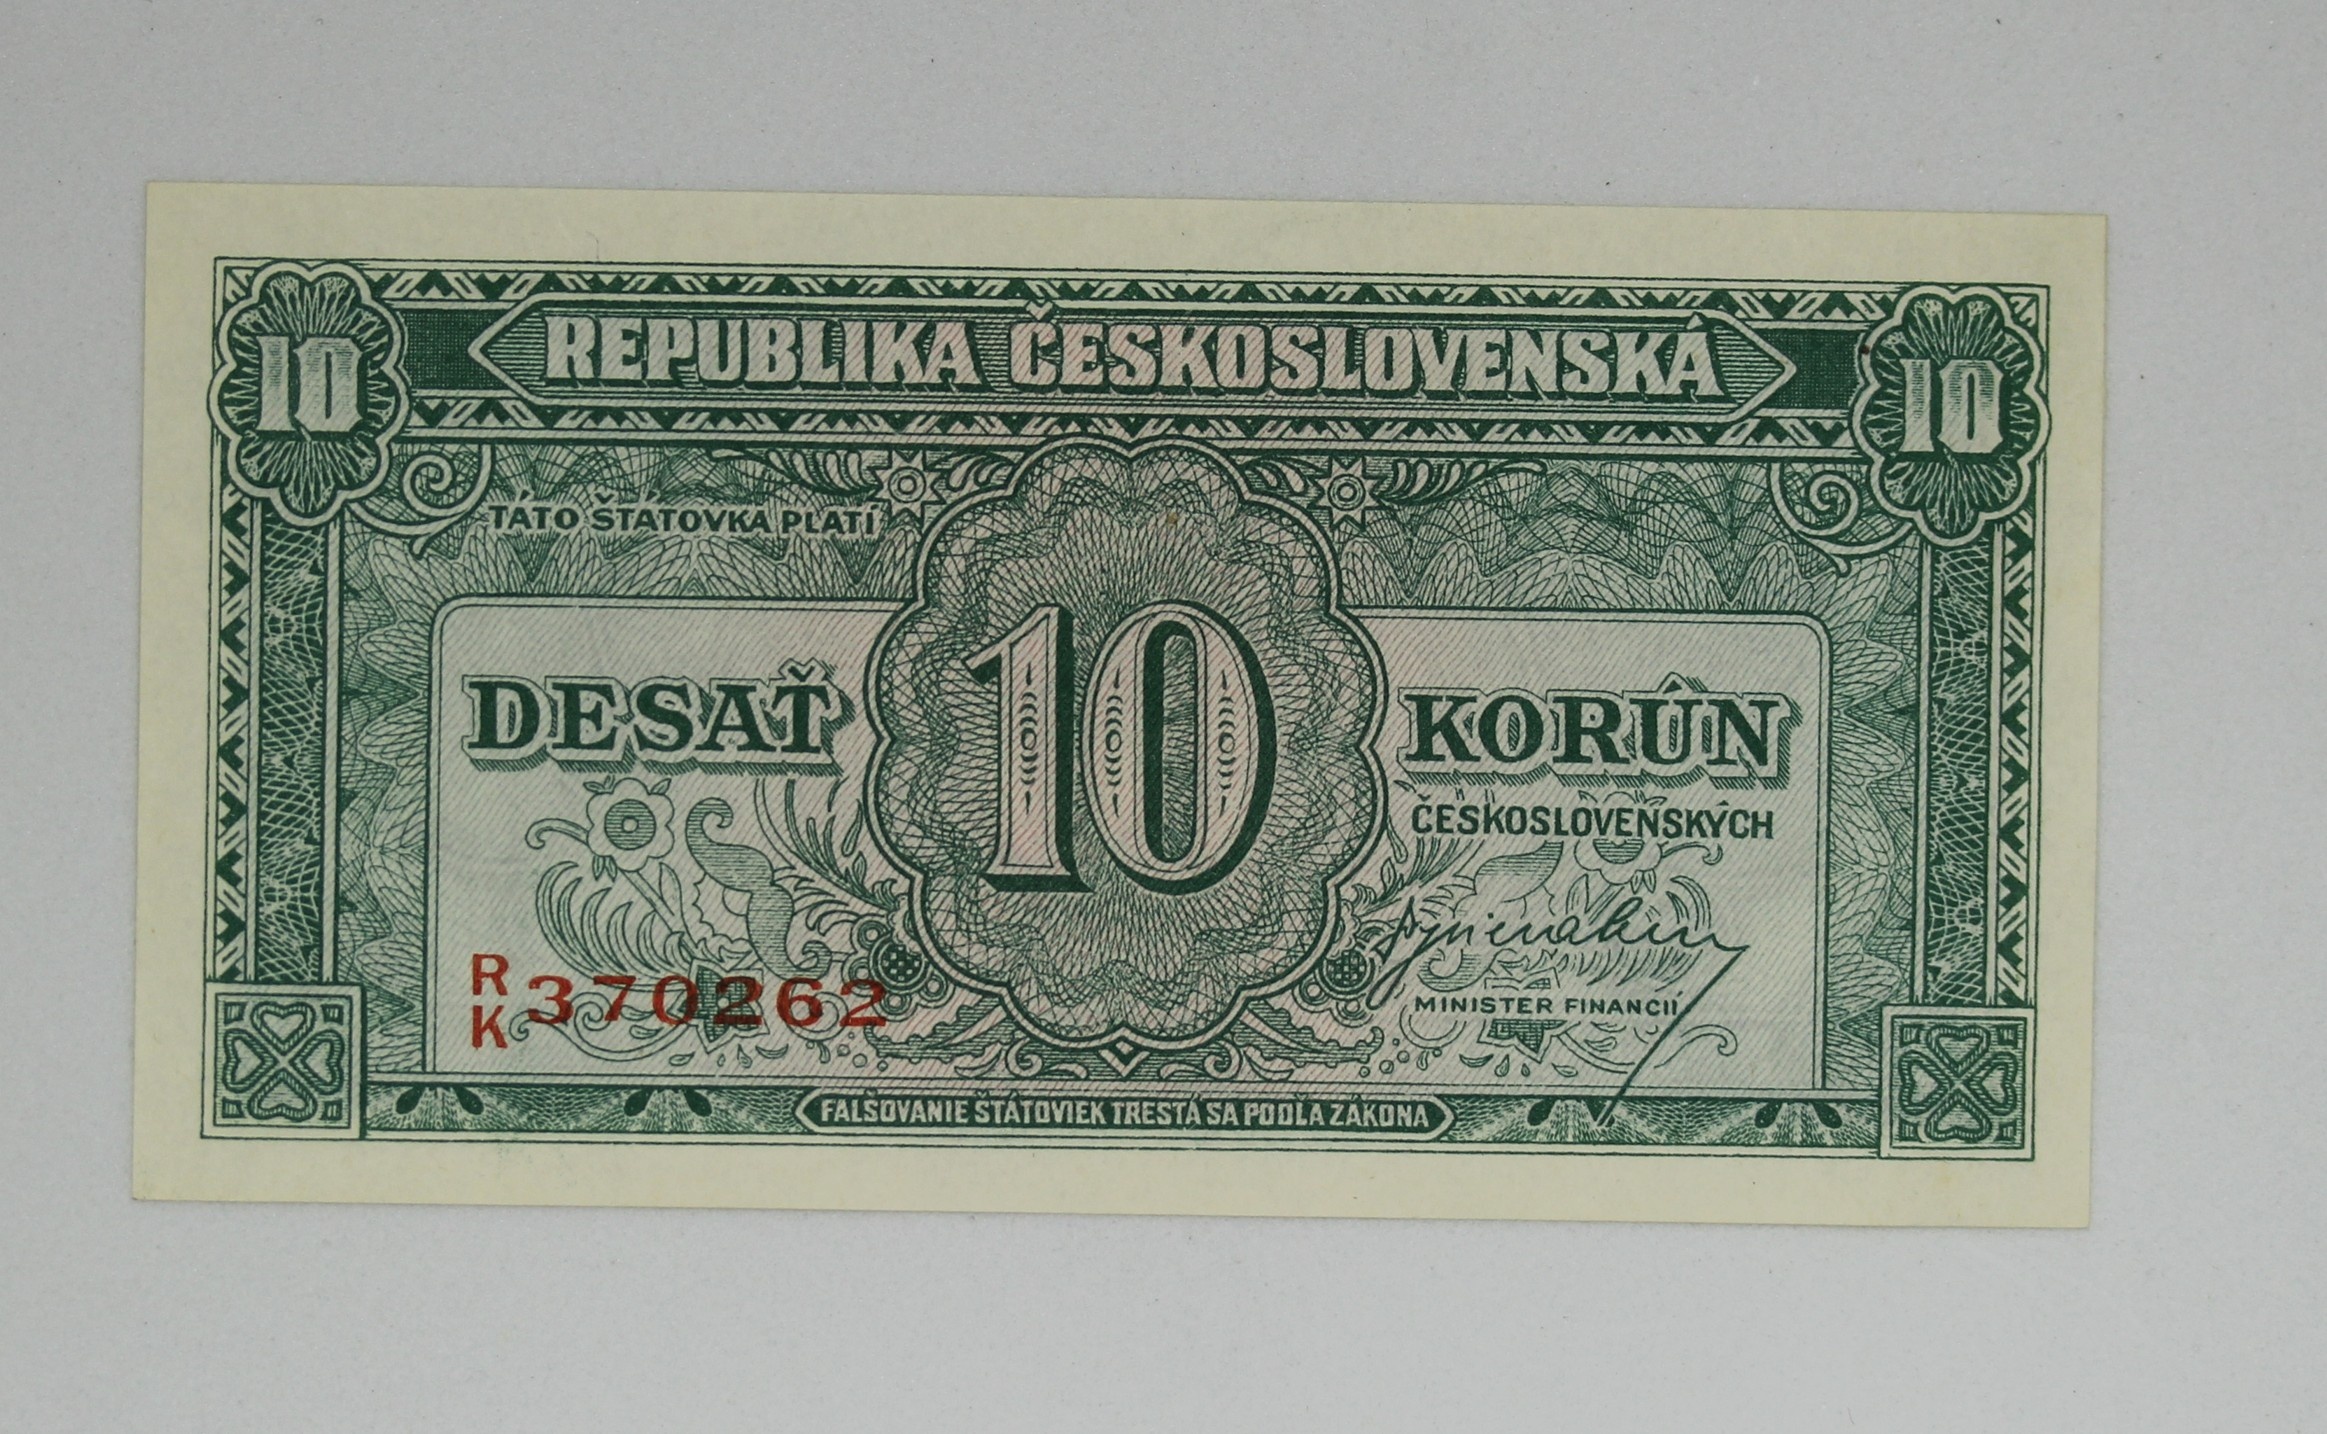 10 REPUBLIKA ČESKOSLOVENSKÁ 10
TÁTO ŠTÁTOVKA PLATÍ
DESAŤ 10 KORÚN
ČESKOSLOVENSKÝCH
RK 370262
MINISTER FINANCIÍ
FALŠOVANIE ŠTÁTOVIEK TRESTÁ SA PODĽA ZÁKONA